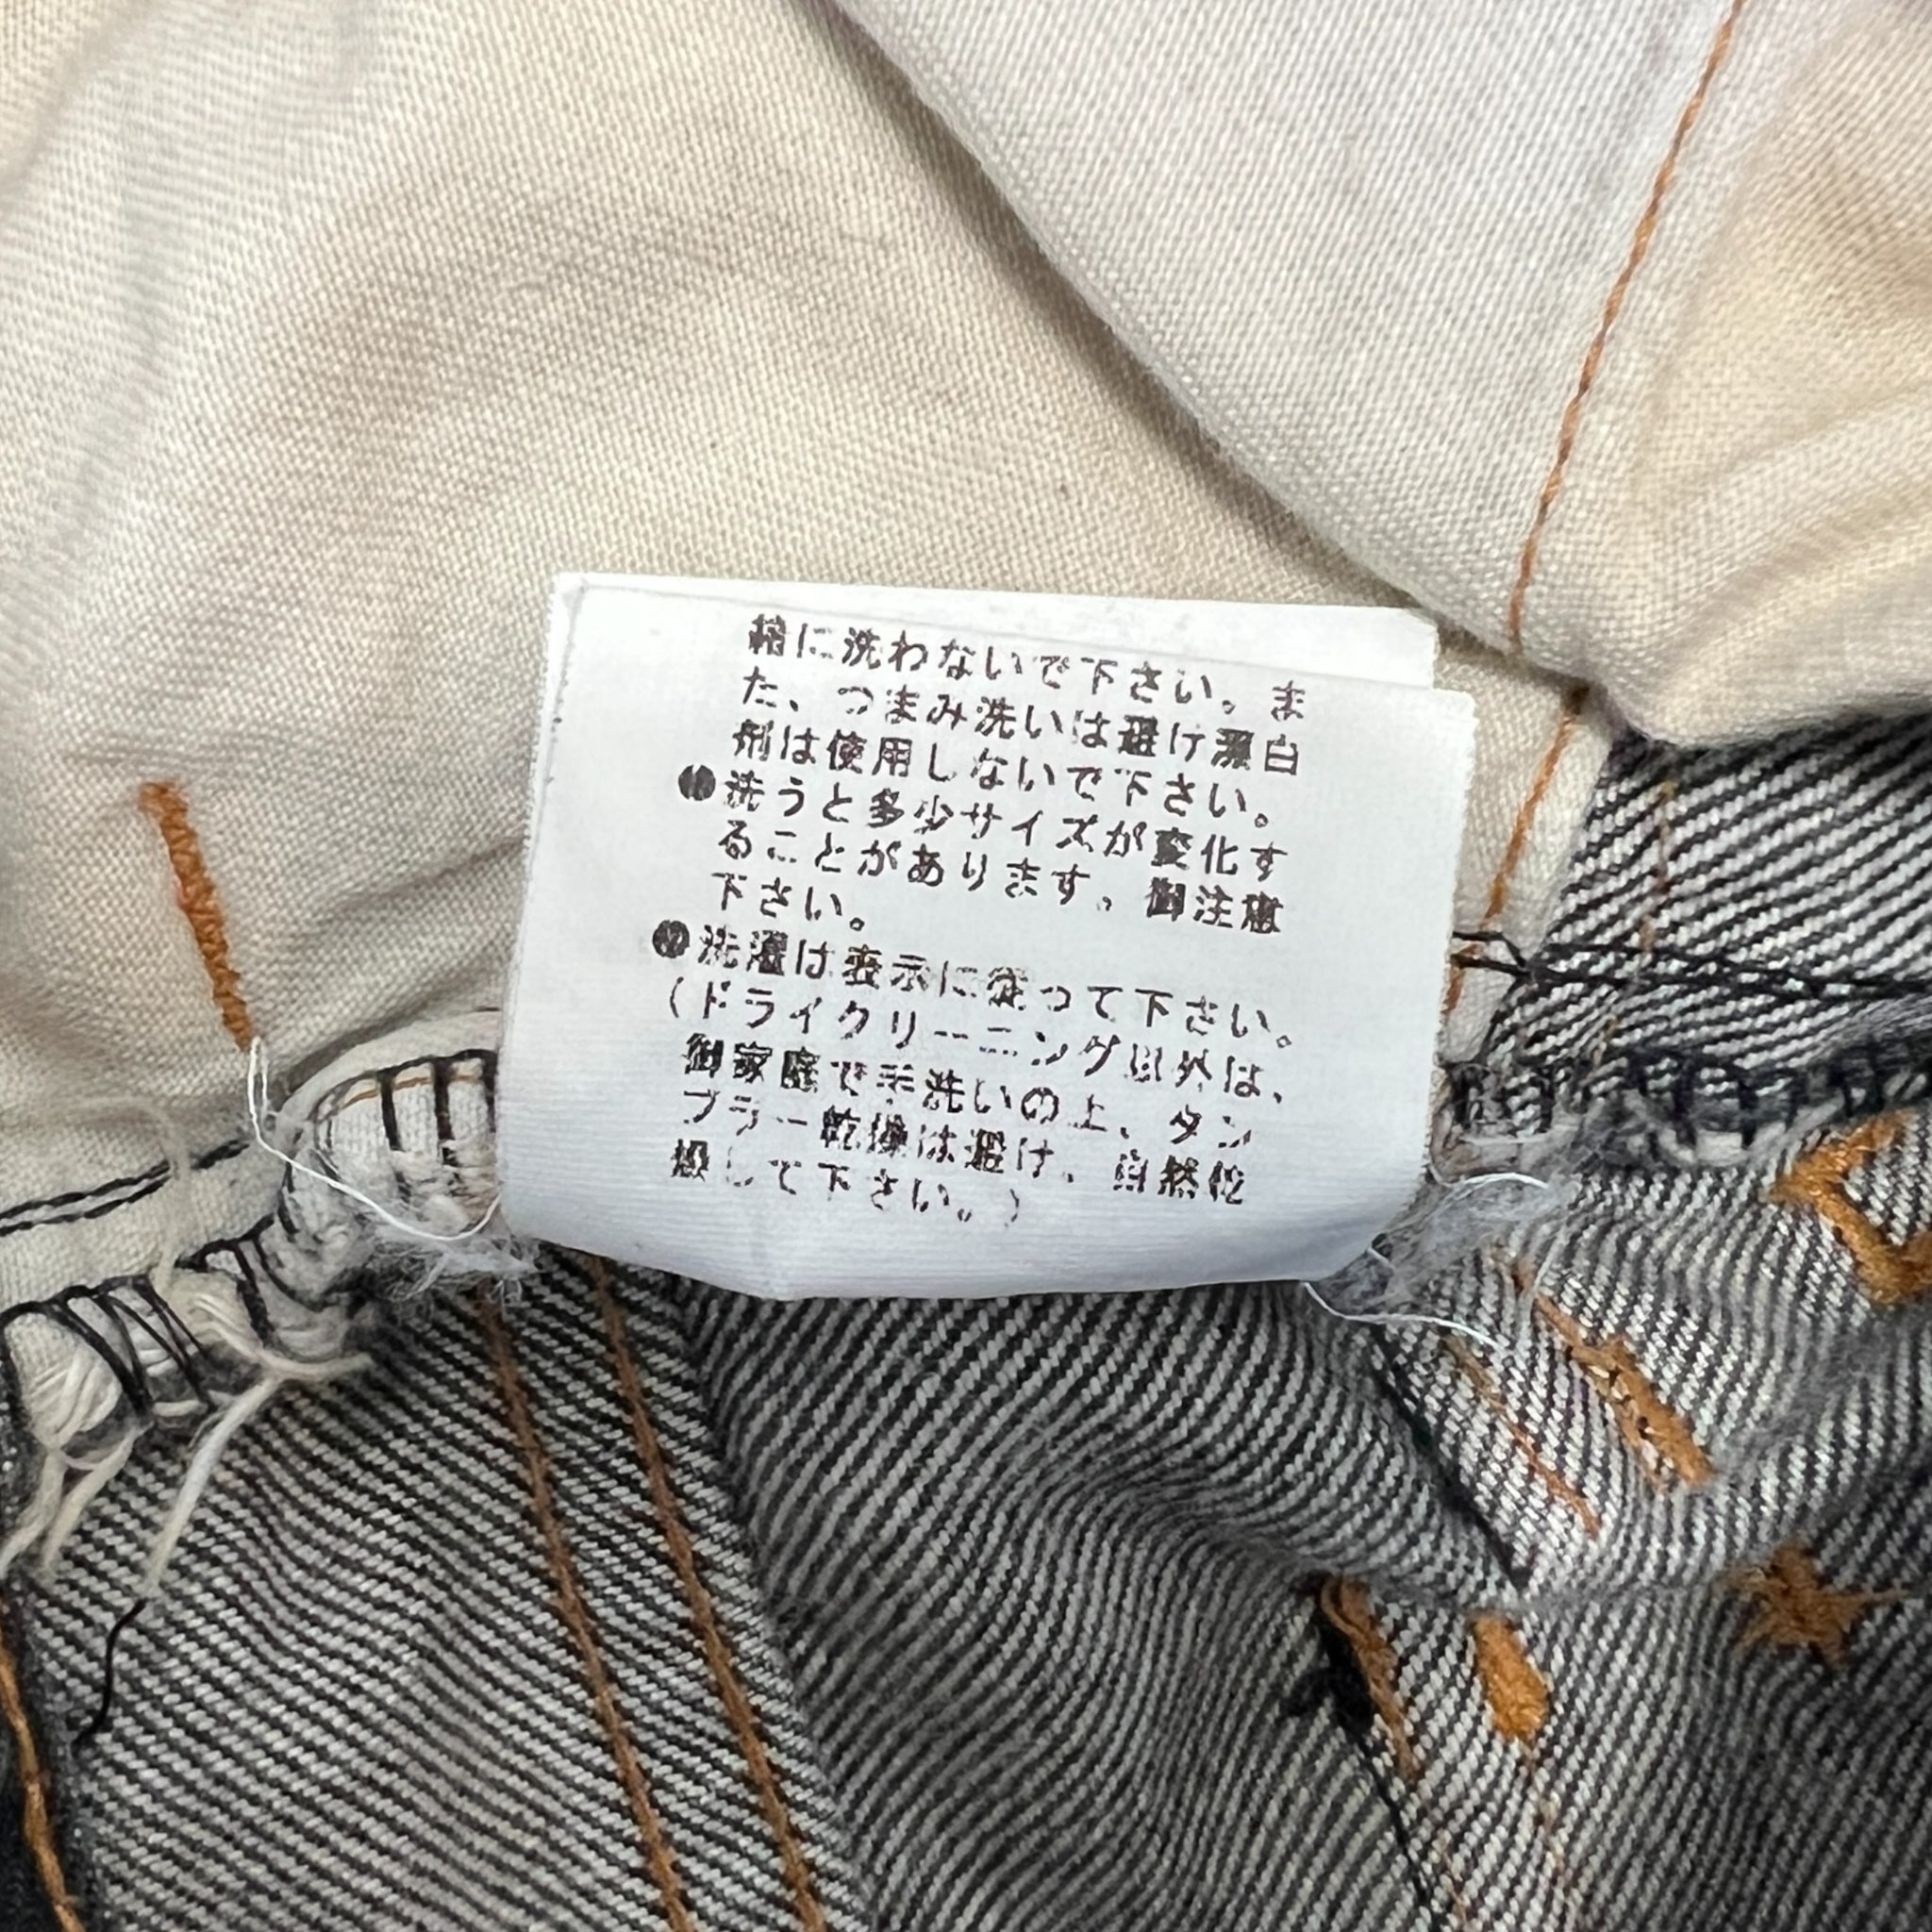 緒に洗わないで下さい。ま
た、つまみ洗いは避け漂白
剤は使用しないで下さい。
●洗うと多少サイズが変化す
ることがあります。御注意
下さい。
●洗濯は表示に従って下さい。
(ドライクリーニング以外は、
御家庭で手洗いの上、タン
ブラー乾燥は避け、自然乾
燥して下さい。)